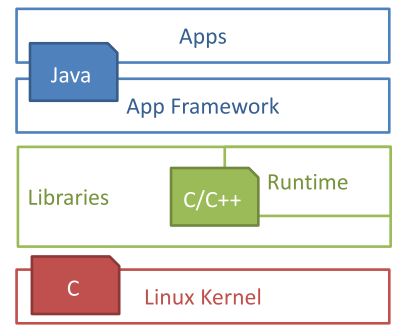 Apps
Java
App Framework
Libraries
C/C++
Runtime
C
Linux Kernel